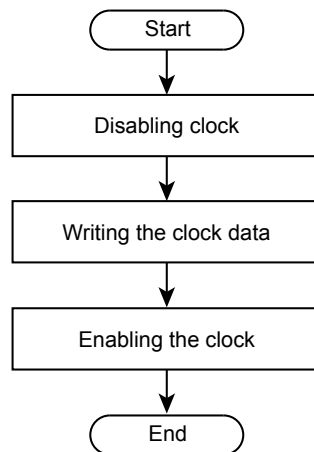 Start
Disabling clock
Writing the clock data
Enabling the clock
End